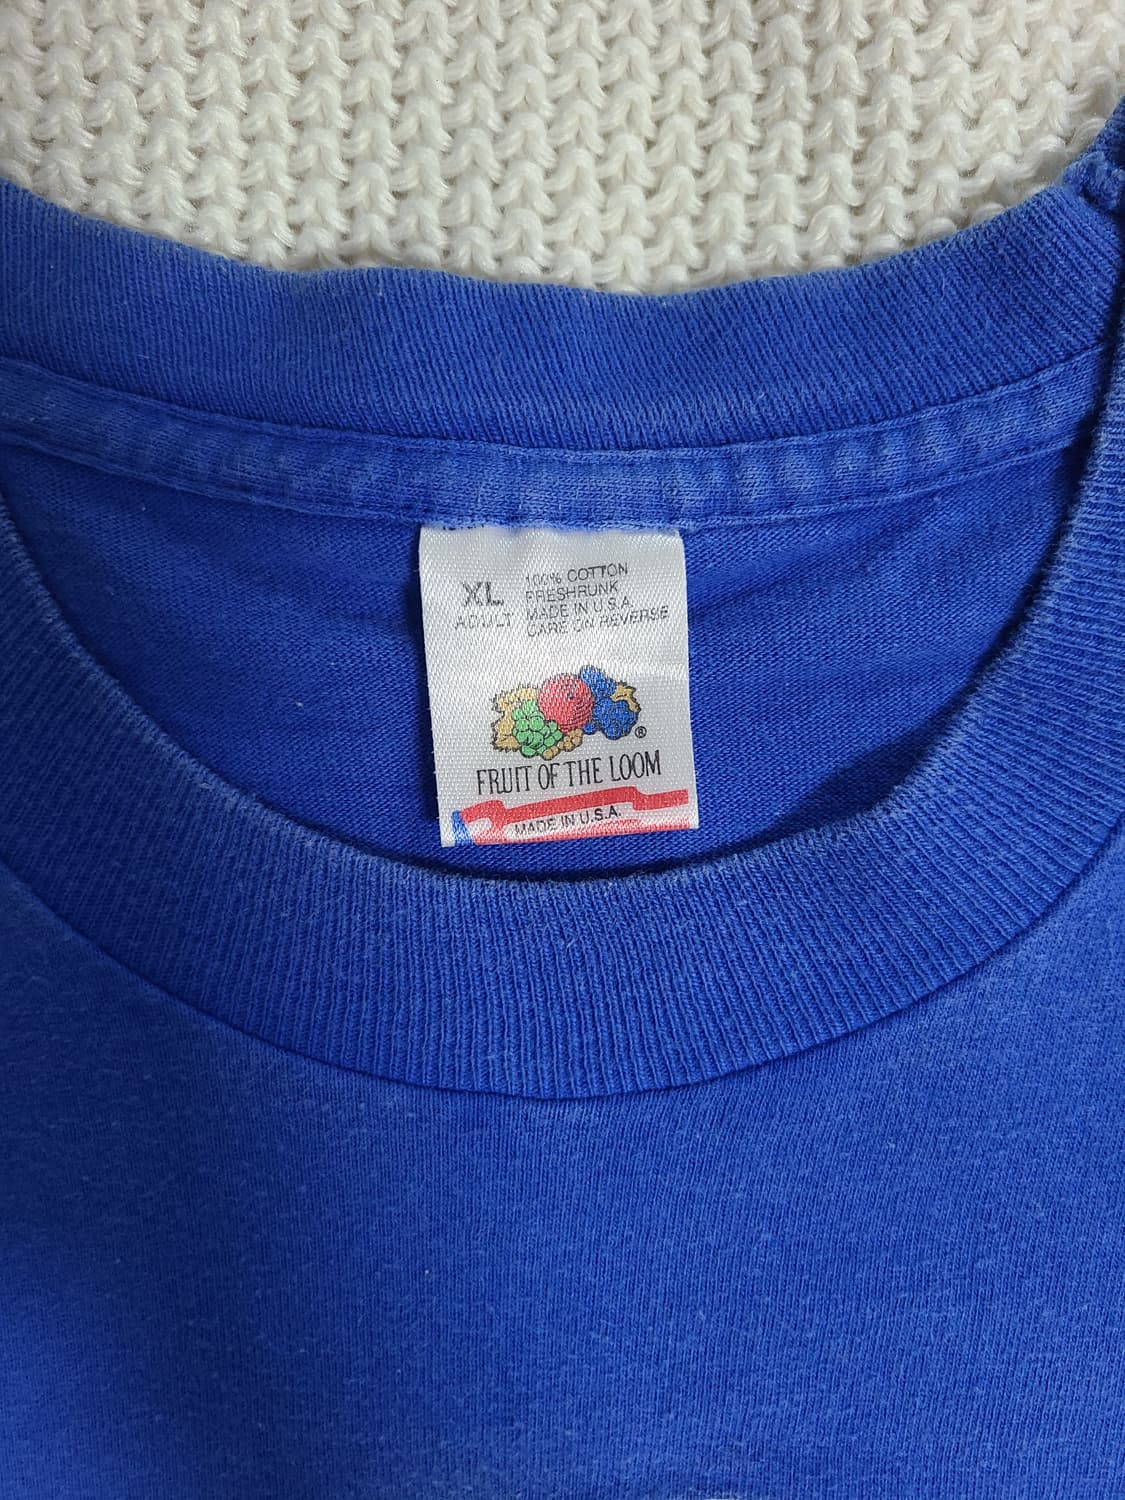 XL
ADULT
100% COTTON
PRESHRUNK
MADE IN U.S.A.
CARE ON REVERSE
®
FRUIT OF THE LOOM
MADE IN U.S.A.